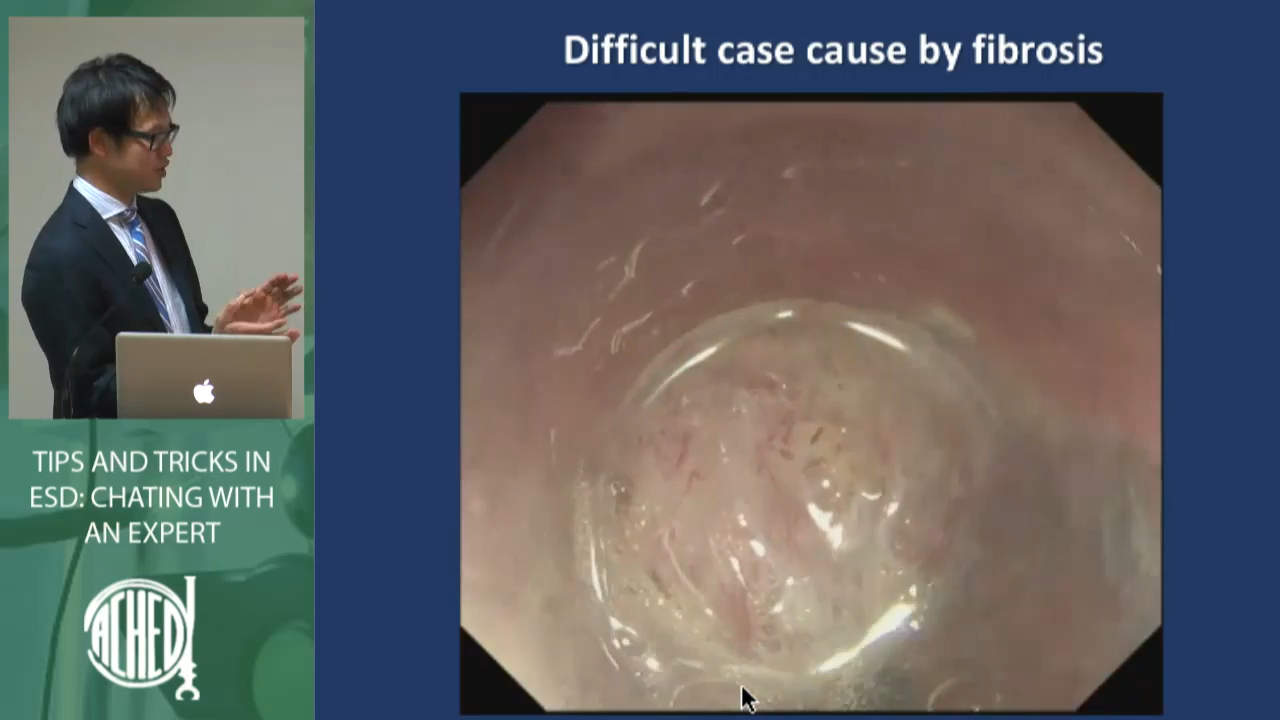 Difficult case cause by fibrosis
TIPS AND TRICKS IN
ESD: CHATING WITH
AN EXPERT
ACHED